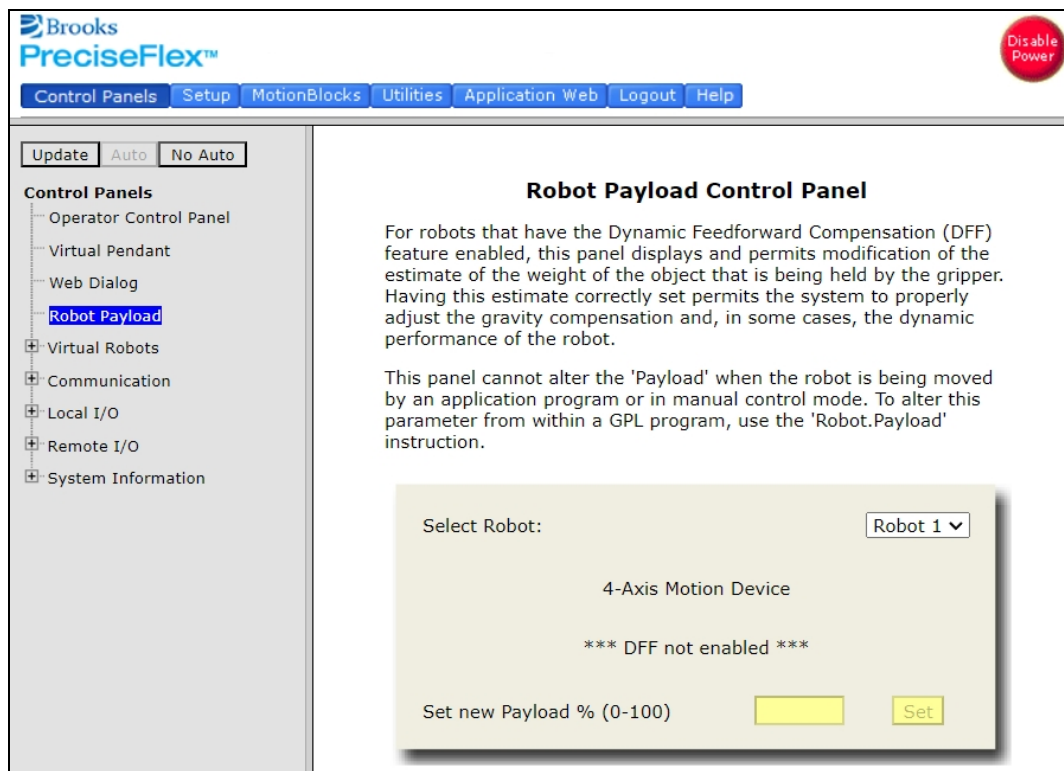 Brooks
PreciseFlex™
Disable
Power
Control Panels Setup MotionBlocks Utilities Application Web Logout Help
Update Auto No Auto
Control Panels
Operator Control Panel
Virtual Pendant
Web Dialog
Robot Payload
Virtual Robots
Communication
Local I/O
Remote I/O
System Information
Robot Payload Control Panel
For robots that have the Dynamic Feedforward Compensation (DFF)
feature enabled, this panel displays and permits modification of the
estimate of the weight of the object that is being held by the gripper.
Having this estimate correctly set permits the system to properly
adjust the gravity compensation and, in some cases, the dynamic
performance of the robot.
This panel cannot alter the 'Payload' when the robot is being moved
by an application program or in manual control mode. To alter this
parameter from within a GPL program, use the 'Robot.Payload'
instruction.
Select Robot: Robot 1
4-Axis Motion Device
*** DFF not enabled ***
Set new Payload % (0-100) Set